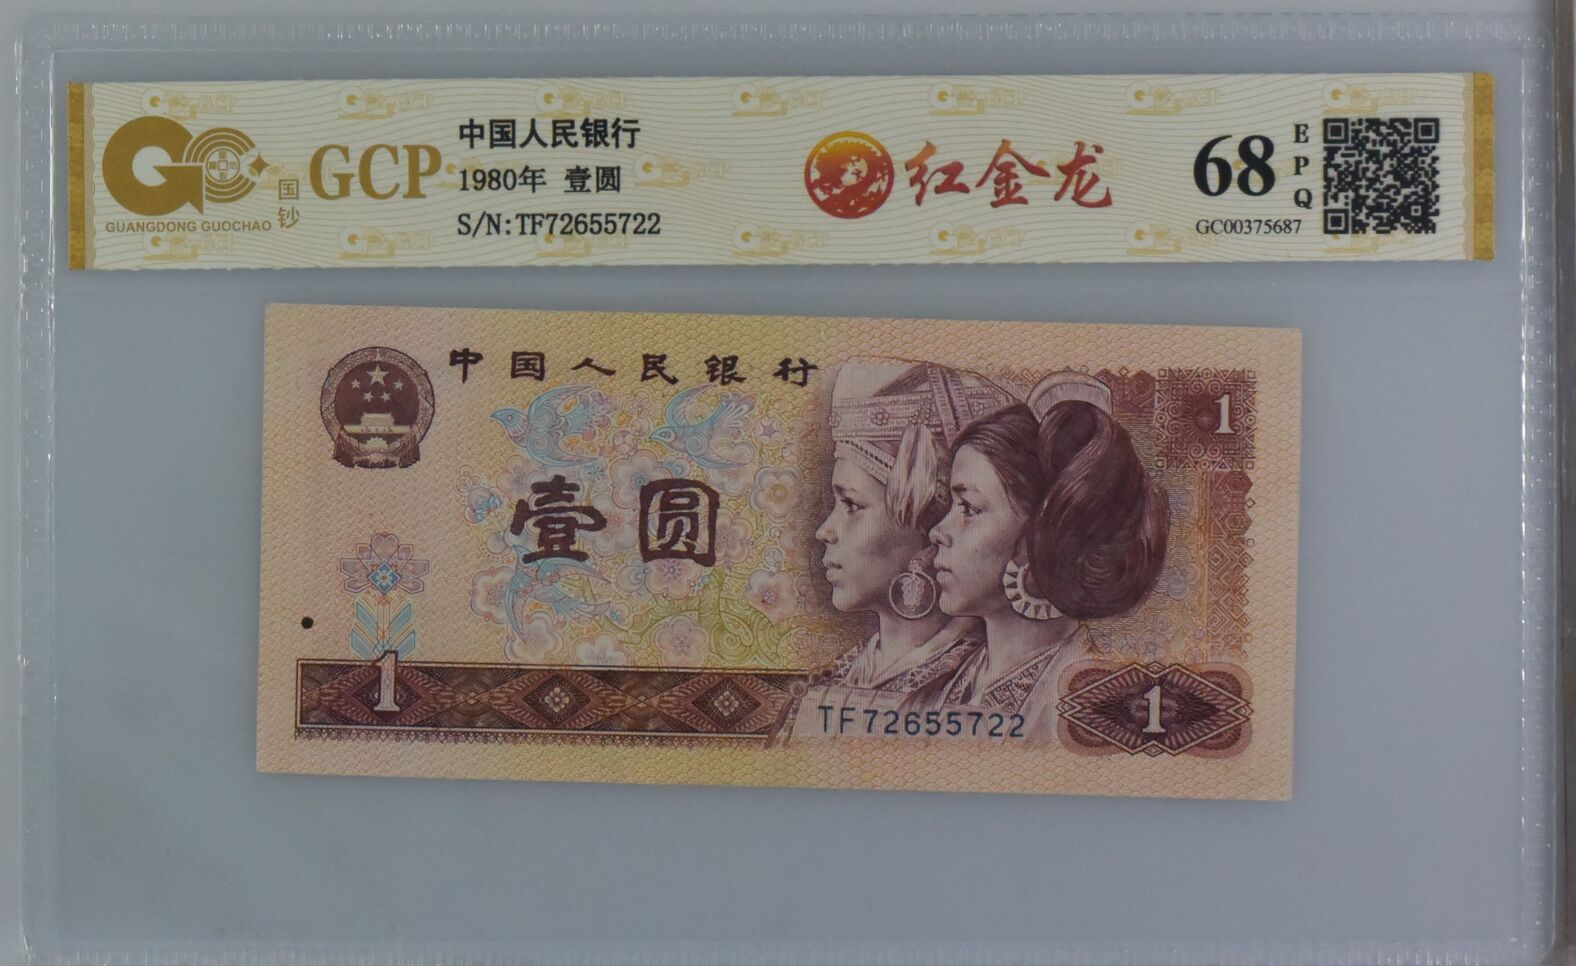 GCP
国钞
GUANGDONG GUOCHAO
中国人民银行
1980年 壹圆
S/N:TF72655722
红金龙
68
EPQ
GC00375687
中国人民银行
1
壹圆
1
TF72655722
1